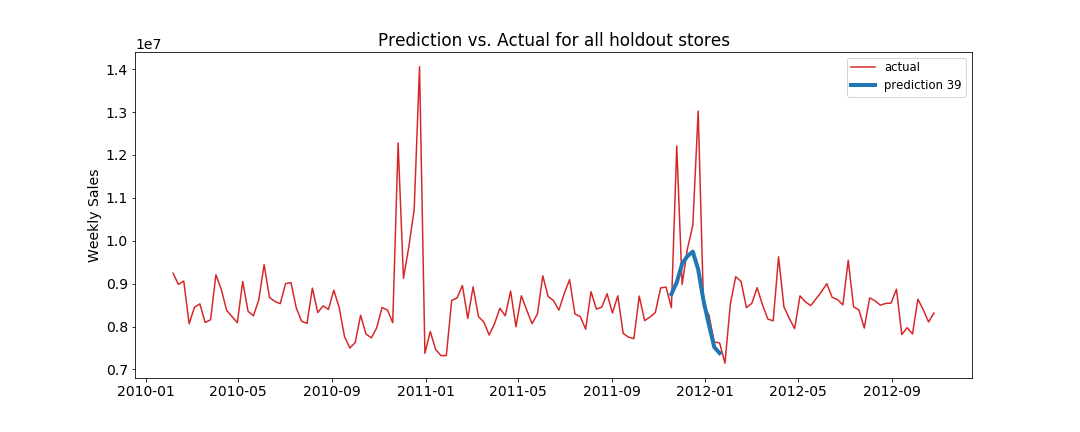 Prediction vs. Actual for all holdout stores
1e7
1.4
1.3
1.2
1.1
1.0
0.9
0.8
0.7
Weekly Sales
actual
prediction 39
2010-01 2010-05 2010-09 2011-01 2011-05 2011-09 2012-01 2012-05 2012-09